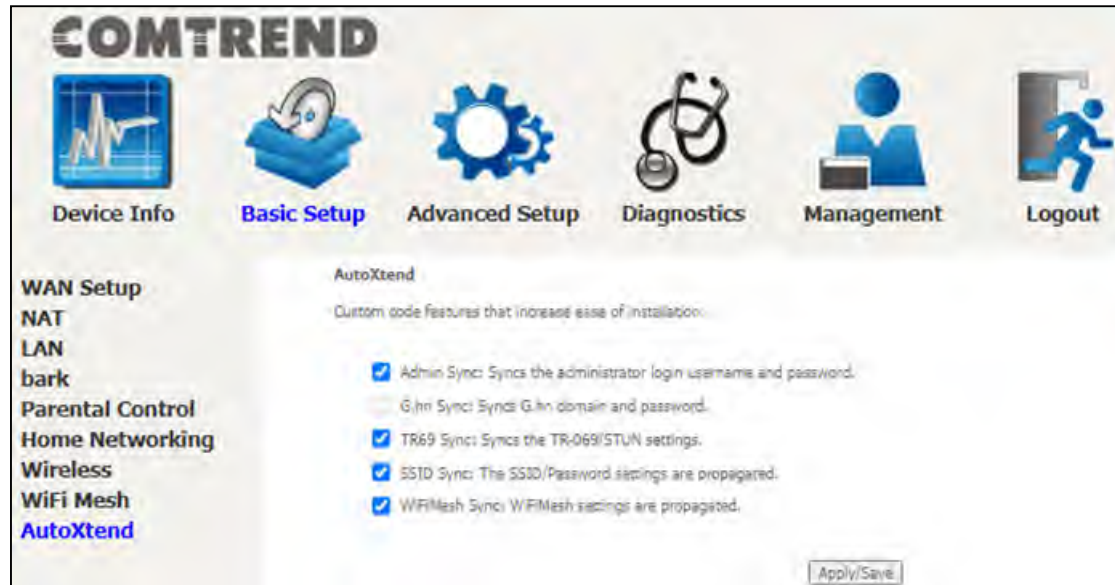 COMTREND
Device Info
Basic Setup
Advanced Setup
Diagnostics
Management
Logout
WAN Setup
NAT
LAN
bark
Parental Control
Home Networking
Wireless
WiFi Mesh
AutoXtend
AutoXtend
Custom code features that increase ease of installation.
Admin Sync: Syncs the administrator login username and password.
G.hn Sync: Syncs G.hn domain and password.
TR69 Sync: Syncs the TR-069/STUN settings.
SSID Sync: The SSID/Password settings are propagated.
WiFiMesh Sync: WiFiMesh settings are propagated.
Apply/Save